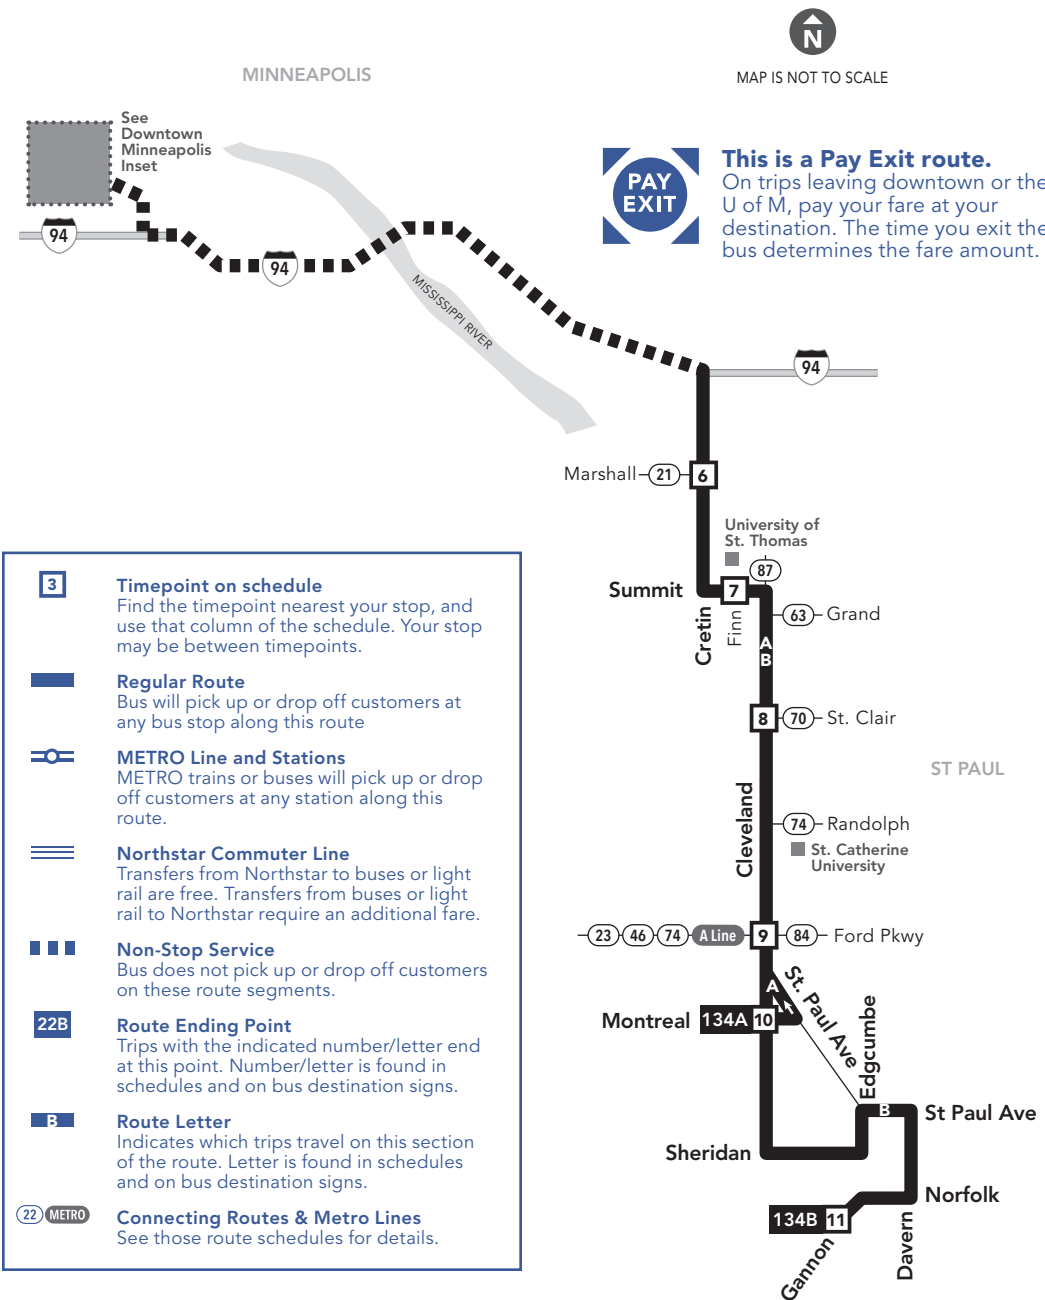 N
MAP IS NOT TO SCALE
MINNEAPOLIS
See
Downtown
Minneapolis
Inset
94
94
MISSISSIPPI RIVER
PAY
EXIT
This is a Pay Exit route.
On trips leaving downtown or the
U of M, pay your fare at your
destination. The time you exit the
bus determines the fare amount.
94
Marshall 21 6
University of
St. Thomas
87
Summit 7
Cretin
Finn
63 Grand
A
B
8 70 St. Clair
ST PAUL
Cleveland
74 Randolph
St. Catherine
University
23 46 74 A Line 9 84 Ford Pkwy
A
St. Paul Ave
Montreal 134A 10
Edgcumbe
B
St Paul Ave
Sheridan
Norfolk
134B 11
Gannon
Davern
3
Timepoint on schedule
Find the timepoint nearest your stop, and
use that column of the schedule. Your stop
may be between timepoints.
Regular Route
Bus will pick up or drop off customers at
any bus stop along this route
METRO Line and Stations
METRO trains or buses will pick up or drop
off customers at any station along this
route.
Northstar Commuter Line
Transfers from Northstar to buses or light
rail are free. Transfers from buses or light
rail to Northstar require an additional fare.
Non-Stop Service
Bus does not pick up or drop off customers
on these route segments.
22B
Route Ending Point
Trips with the indicated number/letter end
at this point. Number/letter is found in
schedules and on bus destination signs.
B
Route Letter
Indicates which trips travel on this section
of the route. Letter is found in schedules
and on bus destination signs.
22 METRO
Connecting Routes & Metro Lines
See those route schedules for details.